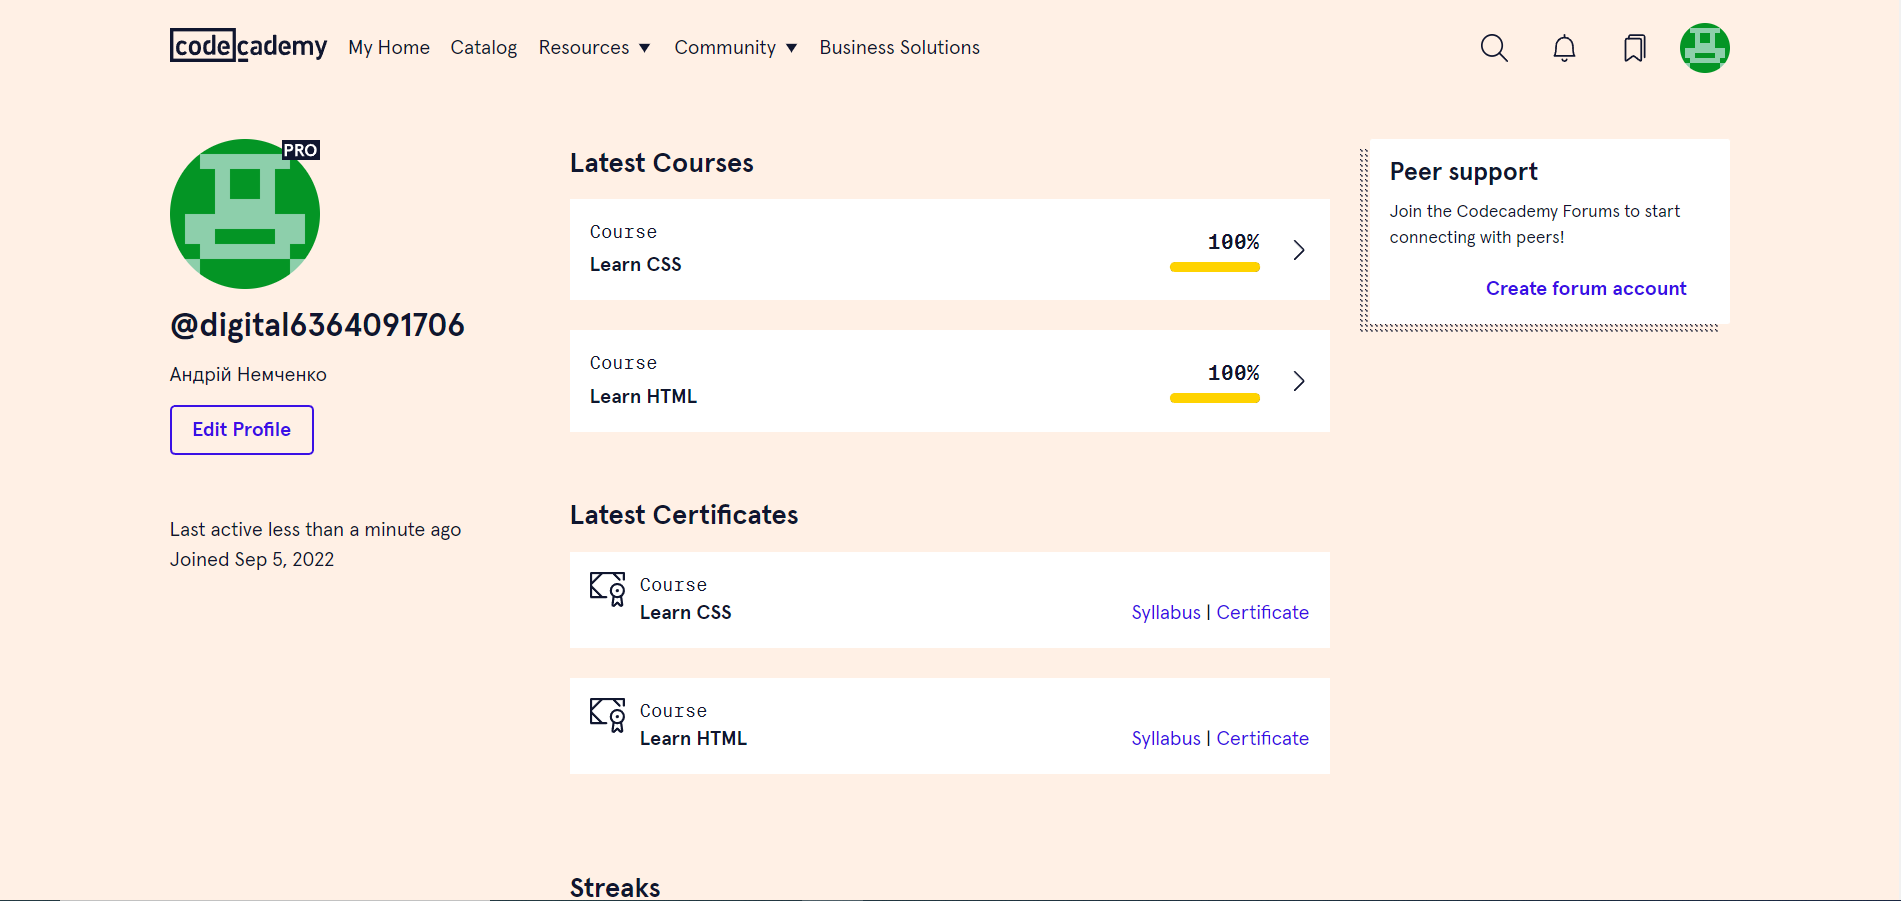 codecademy My Home Catalog Resources Community Business Solutions
PRO
@digital6364091706
Андрій Немченко
Edit Profile
Last active less than a minute ago
Joined Sep 5, 2022
Latest Courses
Course
Learn CSS
100%
Course
Learn HTML
100%
Latest Certificates
Course
Learn CSS
Syllabus | Certificate
Course
Learn HTML
Syllabus | Certificate
Streaks
Peer support
Join the Codecademy Forums to start
connecting with peers!
Create forum account